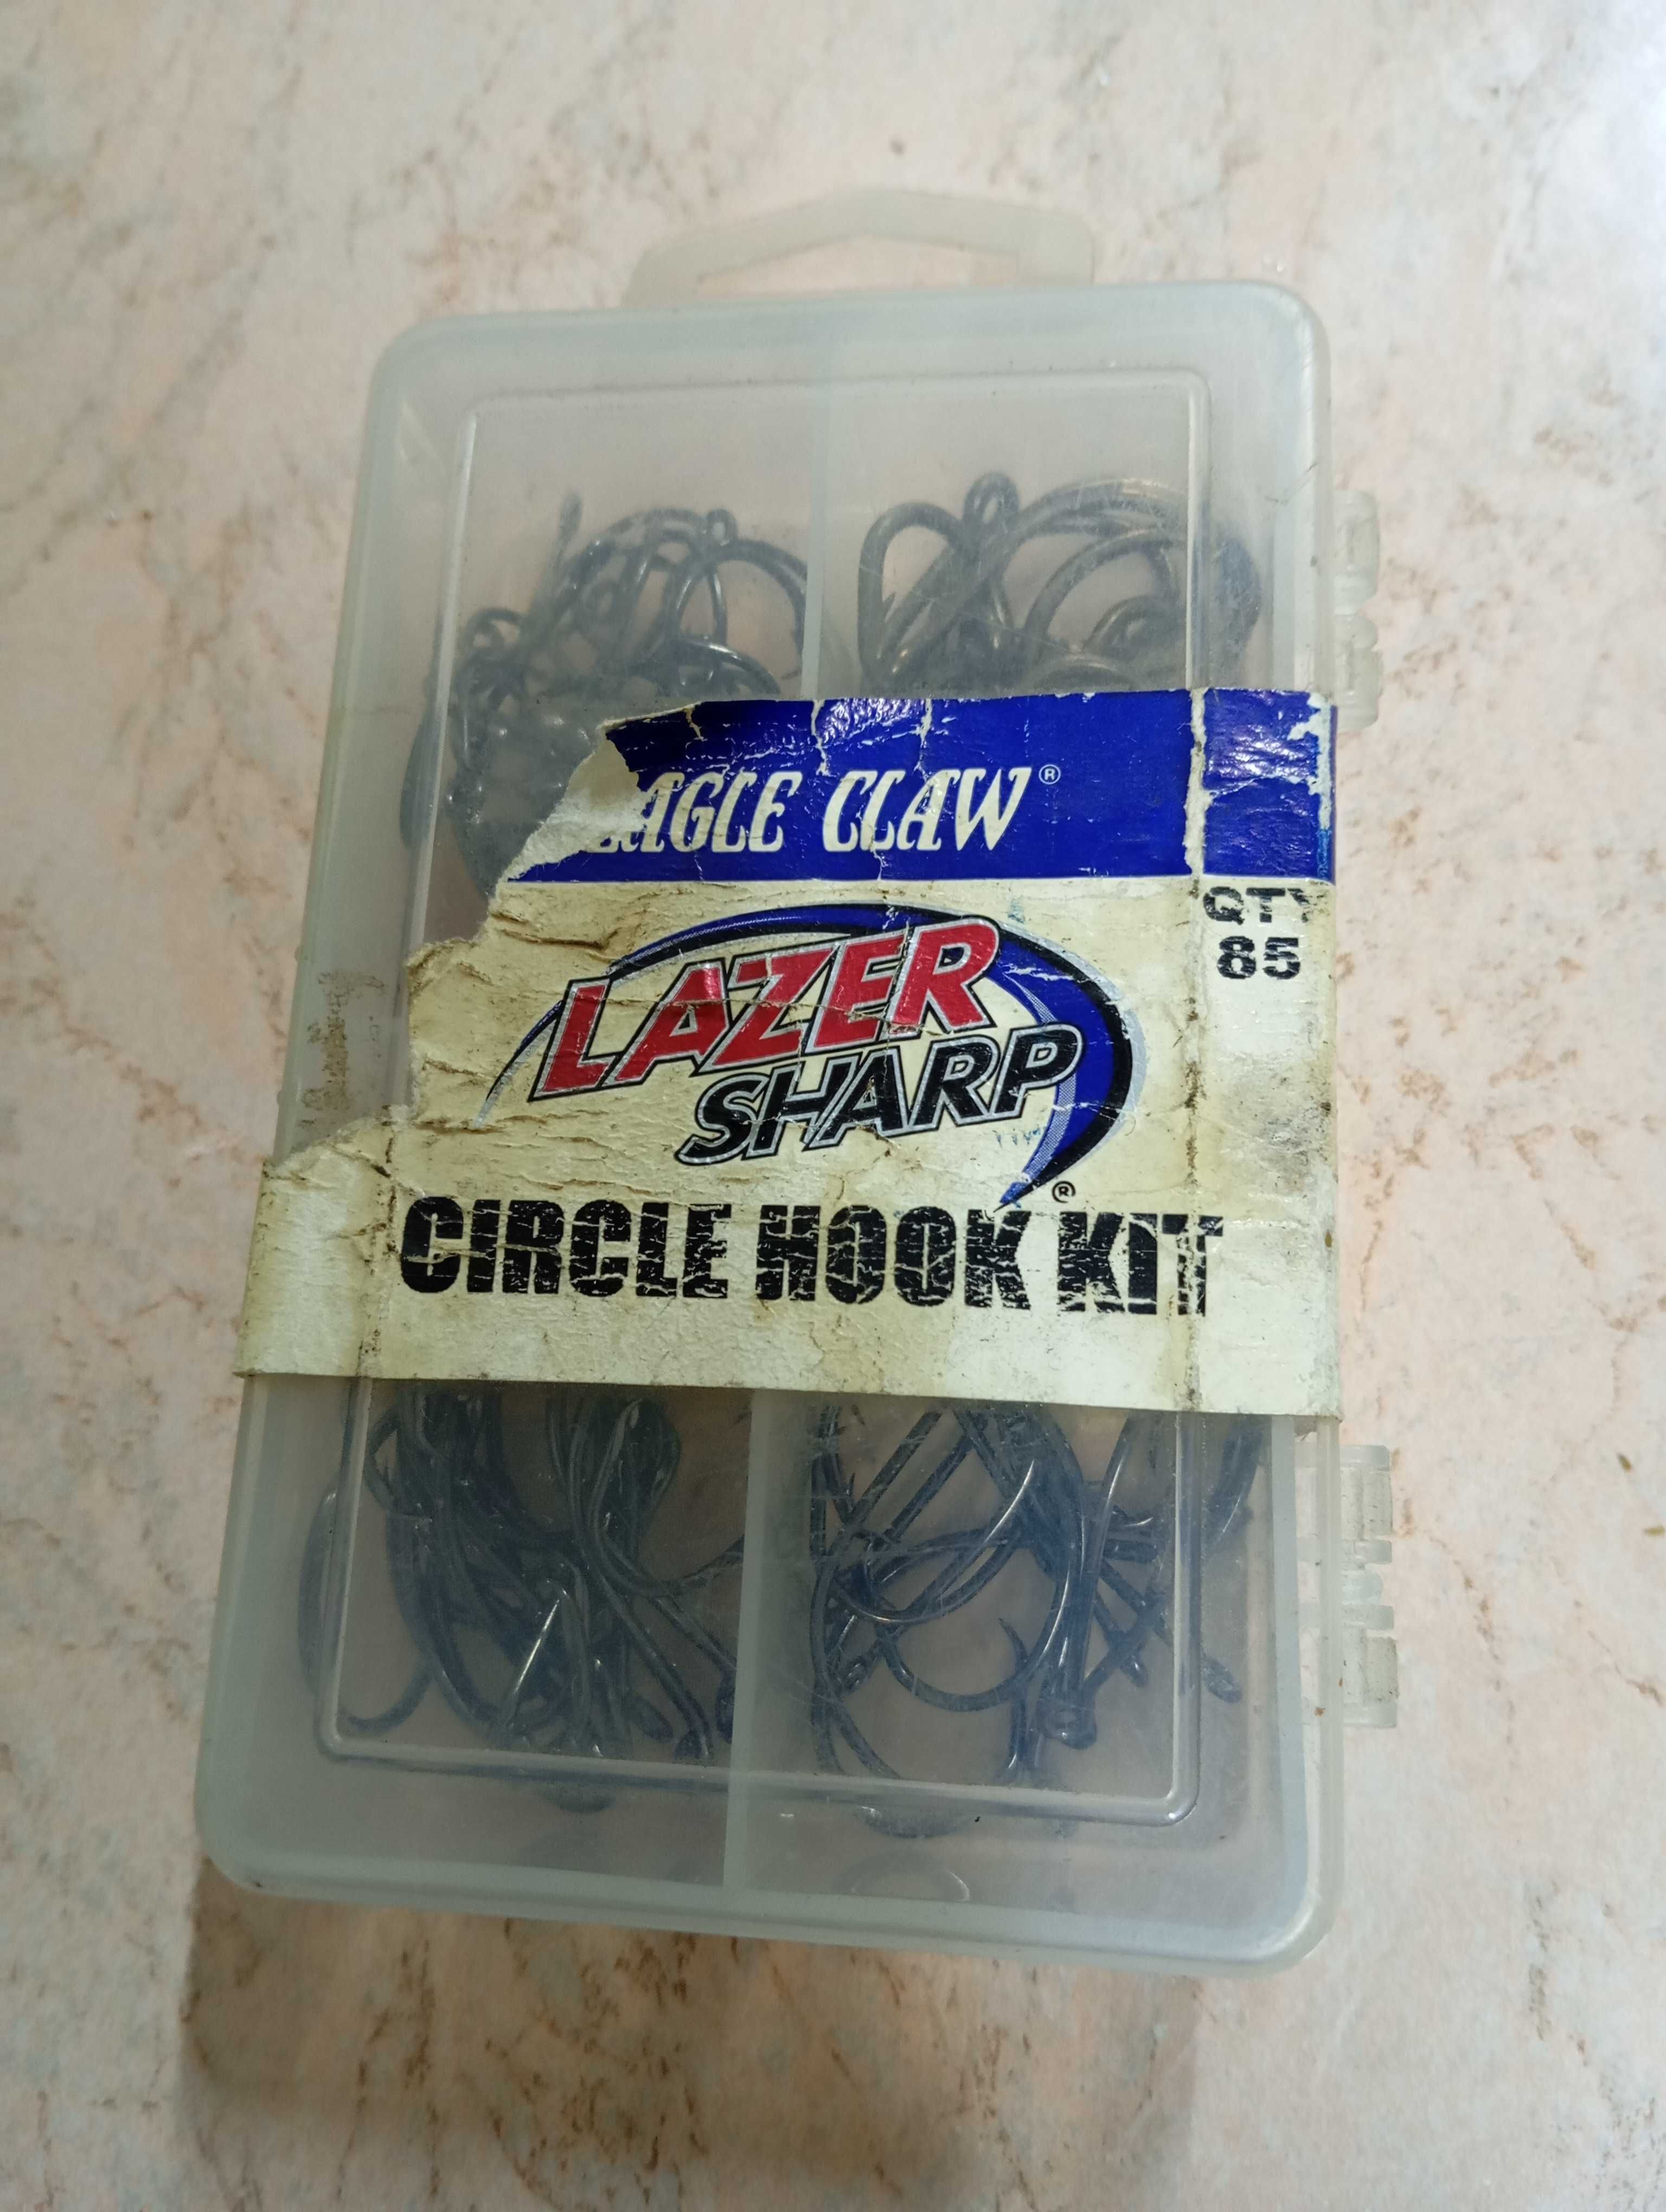 EAGLE CLAW®
QTY
85
LAZER
SHARP
®
CIRCLE HOOK KIT